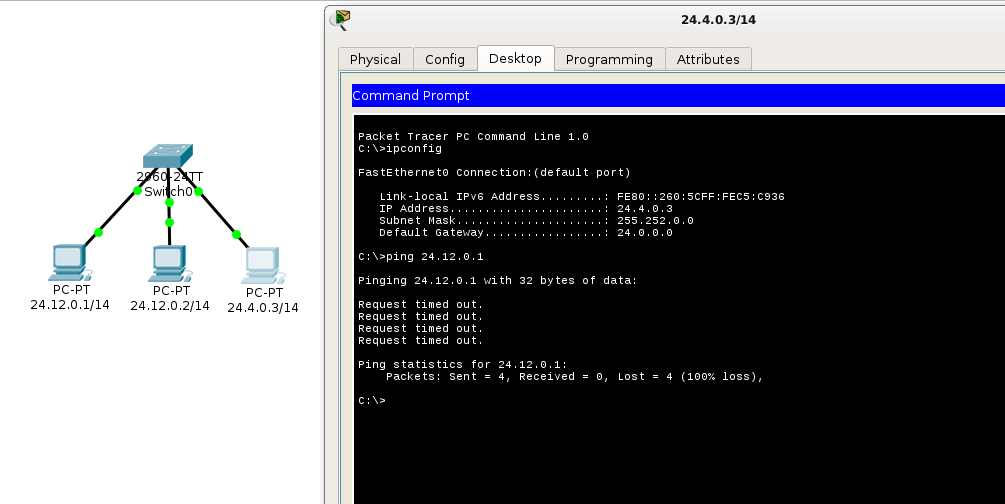 24.4.0.3/14
Physical Config Desktop Programming Attributes
Command Prompt
Packet Tracer PC Command Line 1.0
C:\>ipconfig
FastEthernet0 Connection:(default port)
Link-local IPv6 Address.........: FE80::260:5CFF:FEC5:C936
IP Address......................: 24.4.0.3
Subnet Mask.....................: 255.252.0.0
Default Gateway.................: 24.0.0.0
C:\>ping 24.12.0.1
Pinging 24.12.0.1 with 32 bytes of data:
Request timed out.
Request timed out.
Request timed out.
Request timed out.
Ping statistics for 24.12.0.1:
Packets: Sent = 4, Received = 0, Lost = 4 (100% loss),
C:\>
2960-24TT
Switch0
PC-PT
24.12.0.1/14
PC-PT
24.12.0.2/14
PC-PT
24.4.0.3/14